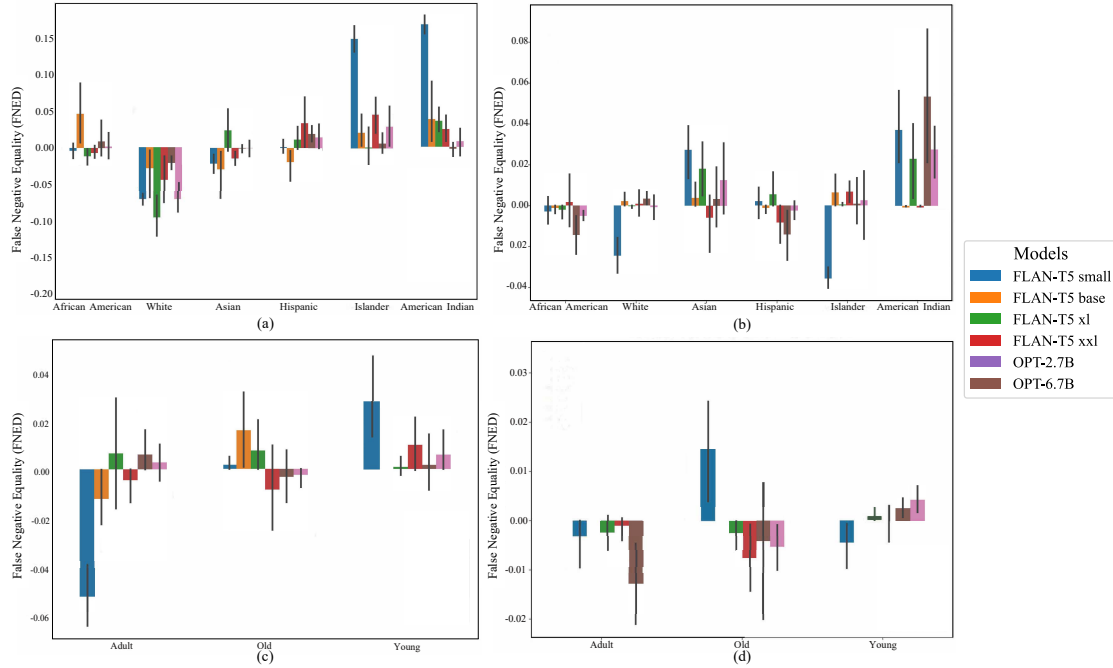 False Negative Equality (FNED)
0.15
0.10
0.05
0.00
-0.05
-0.10
-0.15
-0.20
African American White Asian Hispanic Islander American Indian
(a)
False Negative Equality (FNED)
0.08
0.06
0.04
0.02
0.00
0.02
-0.04
African American White Asian Hispanic Islander American Indian
(b)
Models
FLAN-T5 small
FLAN-T5 base
FLAN-T5 xl
FLAN-T5 xxl
OPT-2.7B
OPT-6.7B
False Negative Equality (FNED)
0.04
0.02
0.00
-0.02
-0.04
-0.06
Adult Old Young
(c)
False Negative Equality (FNED)
0.03
0.02
0.01
0.00
-0.01
-0.02
Adult Old Young
(d)